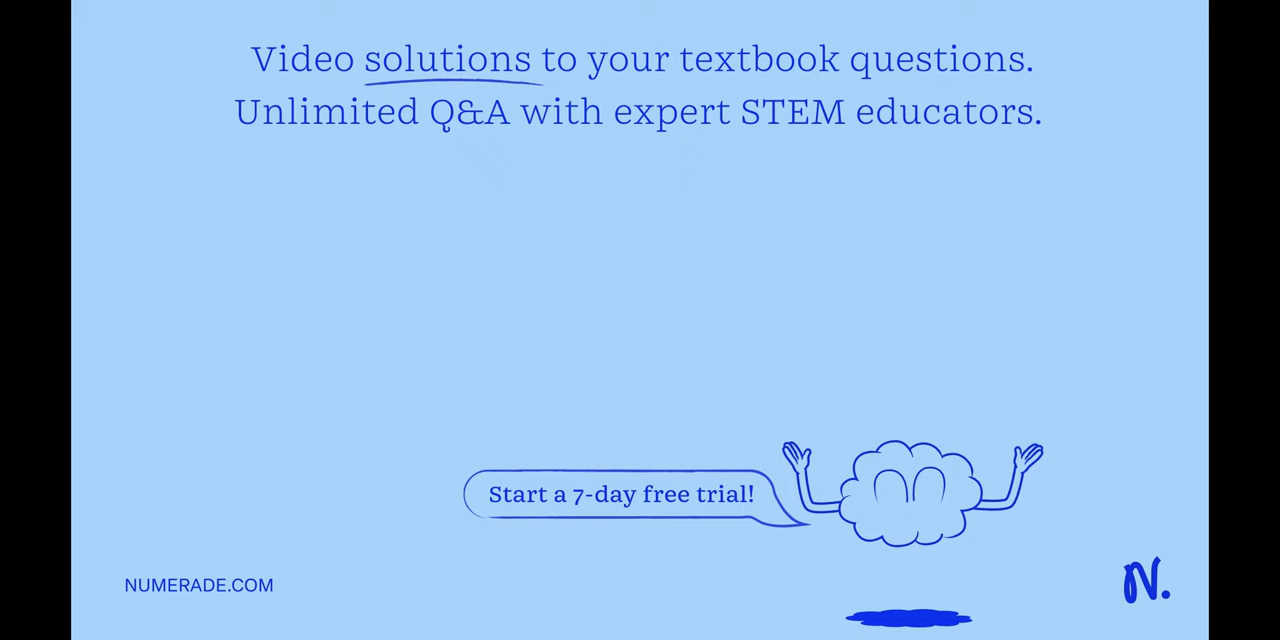 Video solutions to your textbook questions.
Unlimited Q&A with expert STEM educators.
Start a 7-day free trial!
NUMERADE.COM
N.